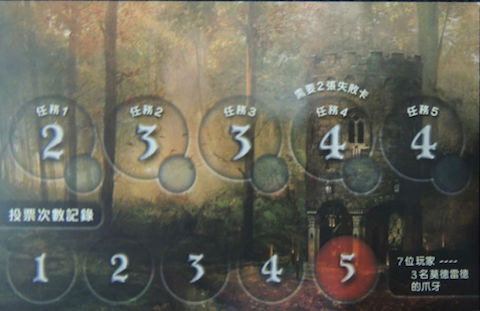 需要2張失敗卡
任務1 任務2 任務3 任務4 任務5
2 3 3 4 4
投票次數記錄
1 2 3 4 5
7位玩家 ----
3名莫德雷德
的爪牙